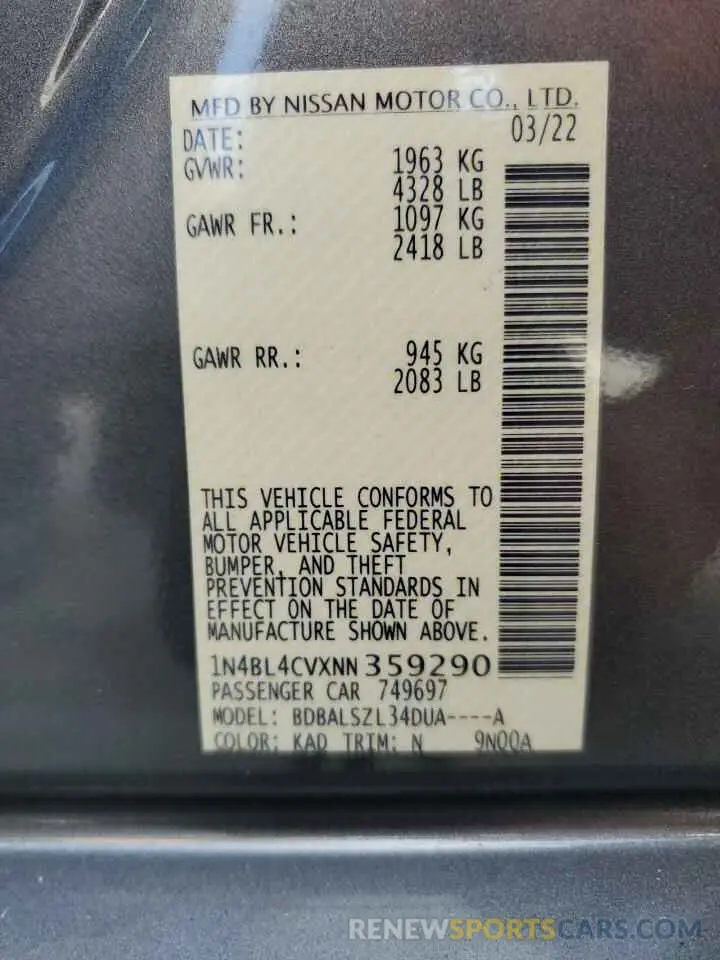 MFD BY NISSAN MOTOR CO., LTD.
DATE: 03/22
GVWR: 1963 KG
4328 LB
GAWR FR.: 1097 KG
2418 LB
GAWR RR.: 945 KG
2083 LB
THIS VEHICLE CONFORMS TO
ALL APPLICABLE FEDERAL
MOTOR VEHICLE SAFETY,
BUMPER, AND THEFT
PREVENTION STANDARDS IN
EFFECT ON THE DATE OF
MANUFACTURE SHOWN ABOVE.
1N4BL4CVXNN 359290
PASSENGER CAR 749697
MODEL: BDBALSZL34DUA----A
COLOR: KAD TRIM: N 9NQQA
RENEWSPORTSCARS.COM